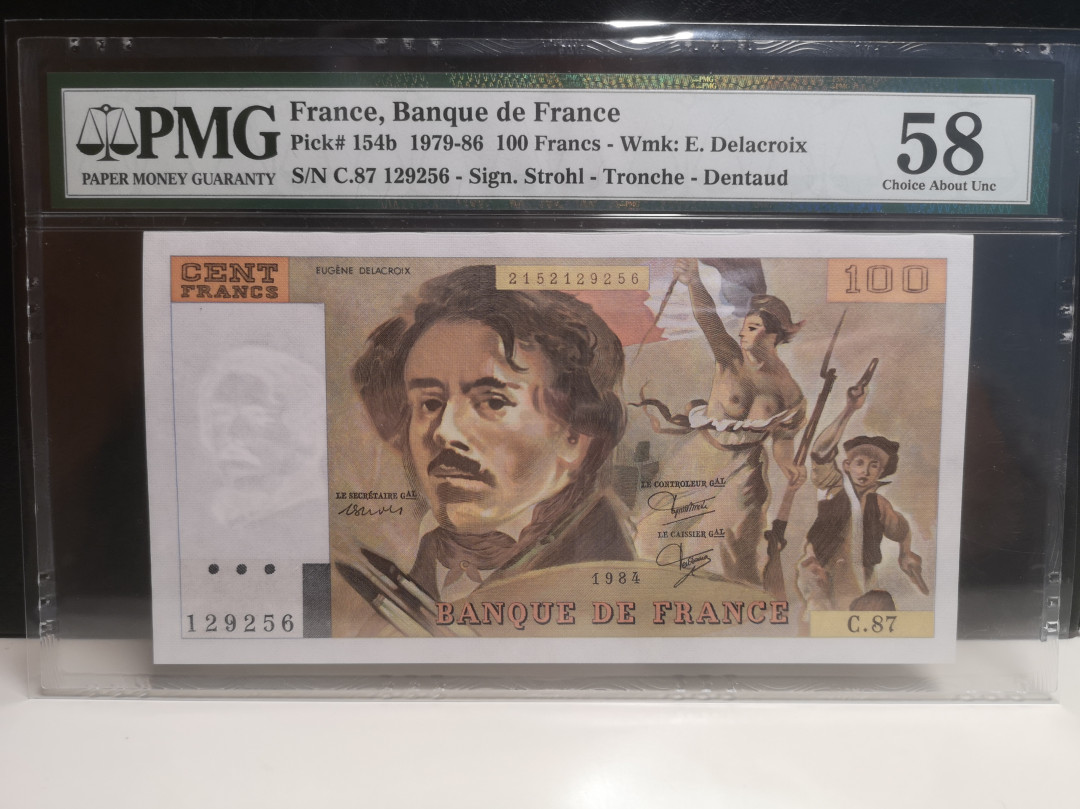 PMG
PAPER MONEY GUARANTY
France, Banque de France
Pick# 154b 1979-86 100 Francs - Wmk: E. Delacroix
S/N C.87 129256 - Sign. Strohl - Tronche - Dentaud
58
Choice About Unc
CENT
FRANCS
EUGÈNE DELACROIX
2152129256
100
LE SECRÉTAIRE GAL
LE CONTROLEUR GAL
LE CAISSIER GAL
1984
BANQUE DE FRANCE
129256
C.87